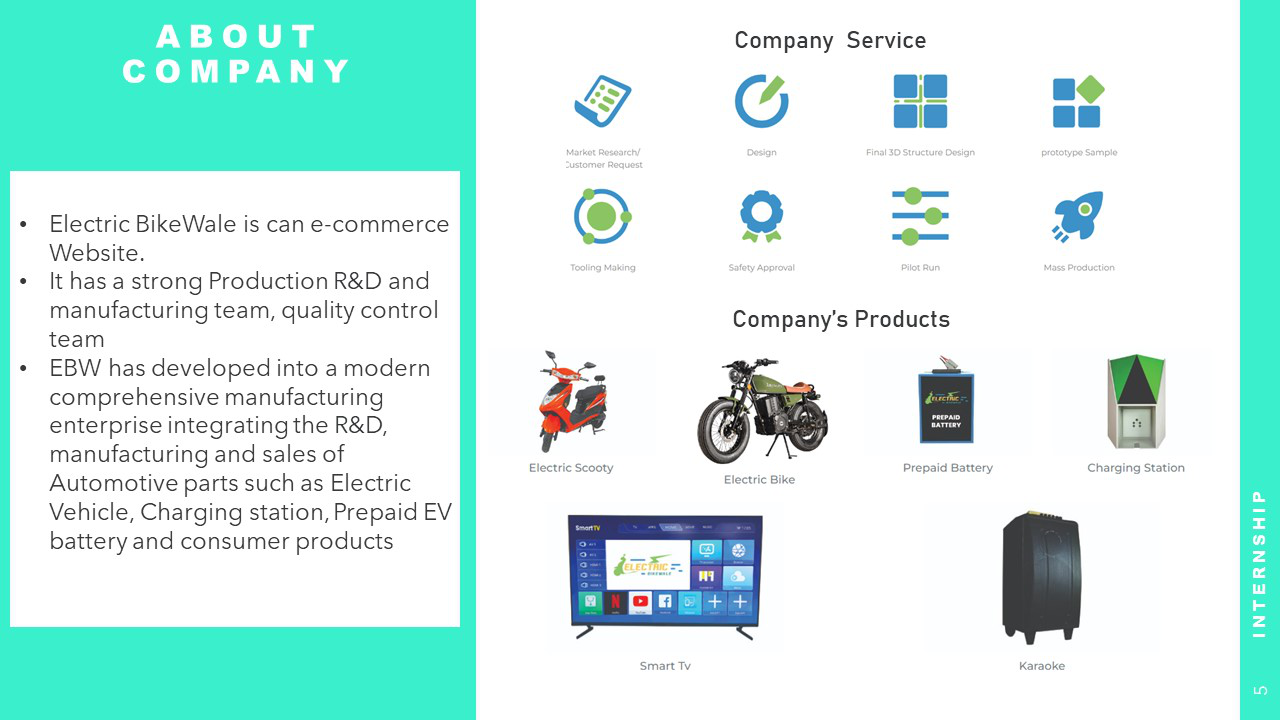 ABOUT
COMPANY
• Electric BikeWale is can e-commerce
Website.
• It has a strong Production R&D and
manufacturing team, quality control
team
• EBW has developed into a modern
comprehensive manufacturing
enterprise integrating the R&D,
manufacturing and sales of
Automotive parts such as Electric
Vehicle, Charging station, Prepaid EV
battery and consumer products
Company Service
Market Research/
Customer Request
Design
Final 3D Structure Design
prototype Sample
Tooling Making
Safety Approval
Pilot Run
Mass Production
Company's Products
ELECTRIC
PREPAID
BATTERY
Electric Scooty
Electric Bike
Prepaid Battery
Charging Station
SmartTV
ELECTRIC
BIKEWALE
Smart Tv
Karaoke
INTERNSHIP
5